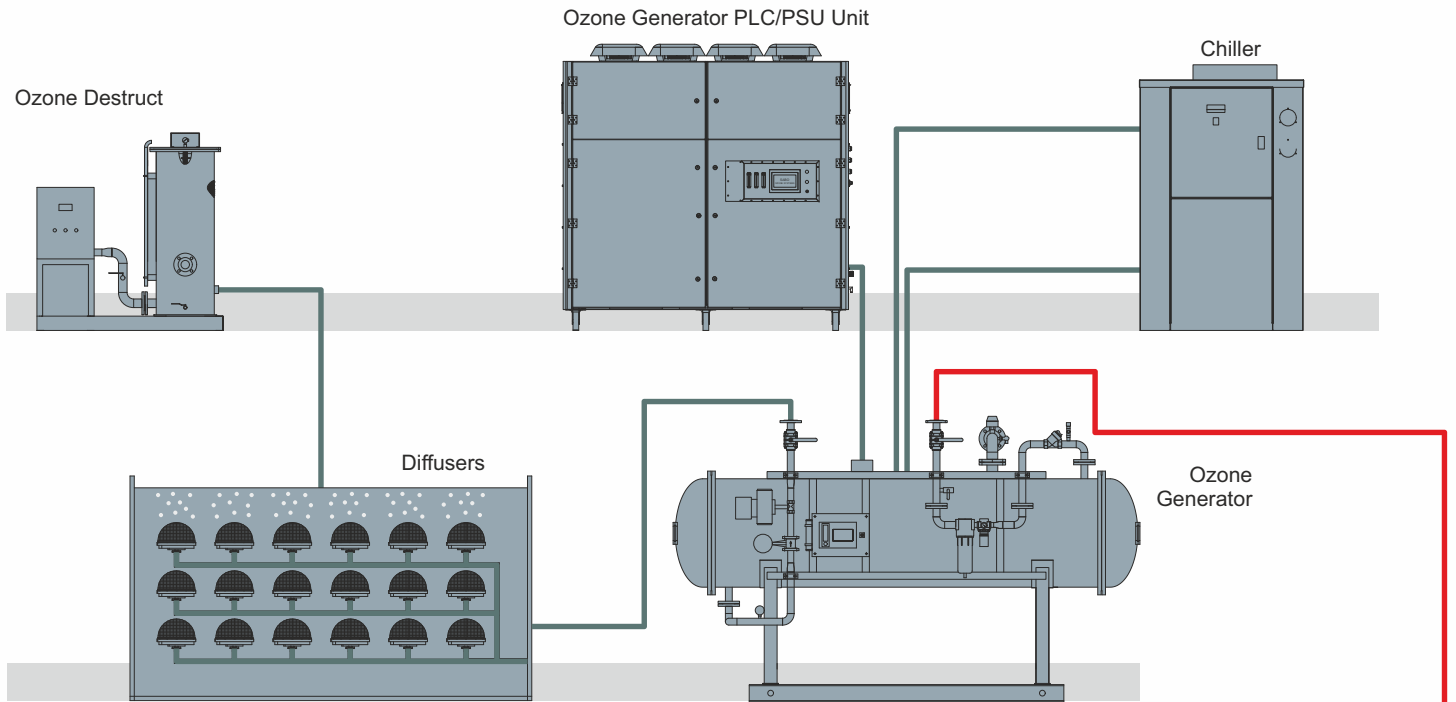 Ozone Generator PLC/PSU Unit
Chiller
Ozone Destruct
Diffusers
Ozone
Generator